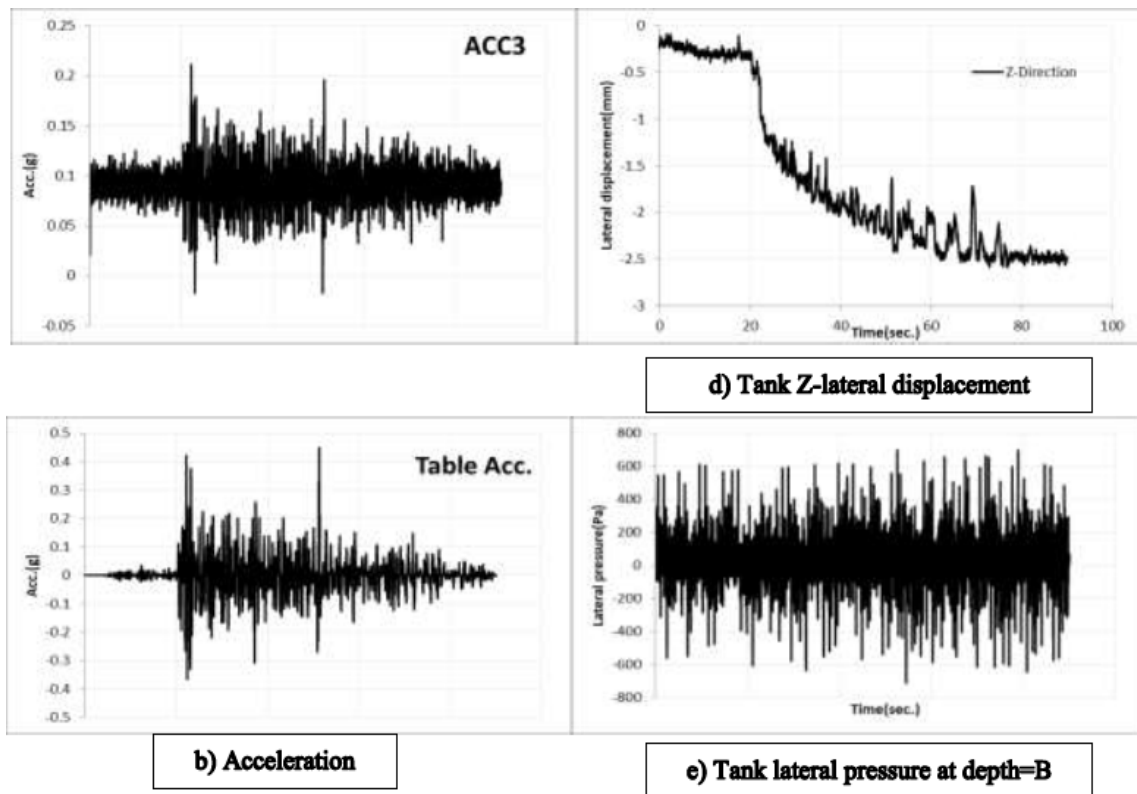 0.25
ACC3
0.2
0.15
0.1
0.05
0
-0.05
Acc.(g)
0
-0.5
-1
-1.5
-2
-2.5
-3
Lateral displacement(mm)
Z-Direction
0 20 40 60 80 100
Time(sec.)
d) Tank Z-lateral displacement
0.5
0.4
Table Acc.
0.3
0.2
0.1
0
-0.1
-0.2
-0.3
-0.4
-0.5
Acc.(g)
b) Acceleration
800
600
400
200
0
-200
-400
-600
-800
Lateral pressure(Pa)
Time(sec.)
e) Tank lateral pressure at depth=B